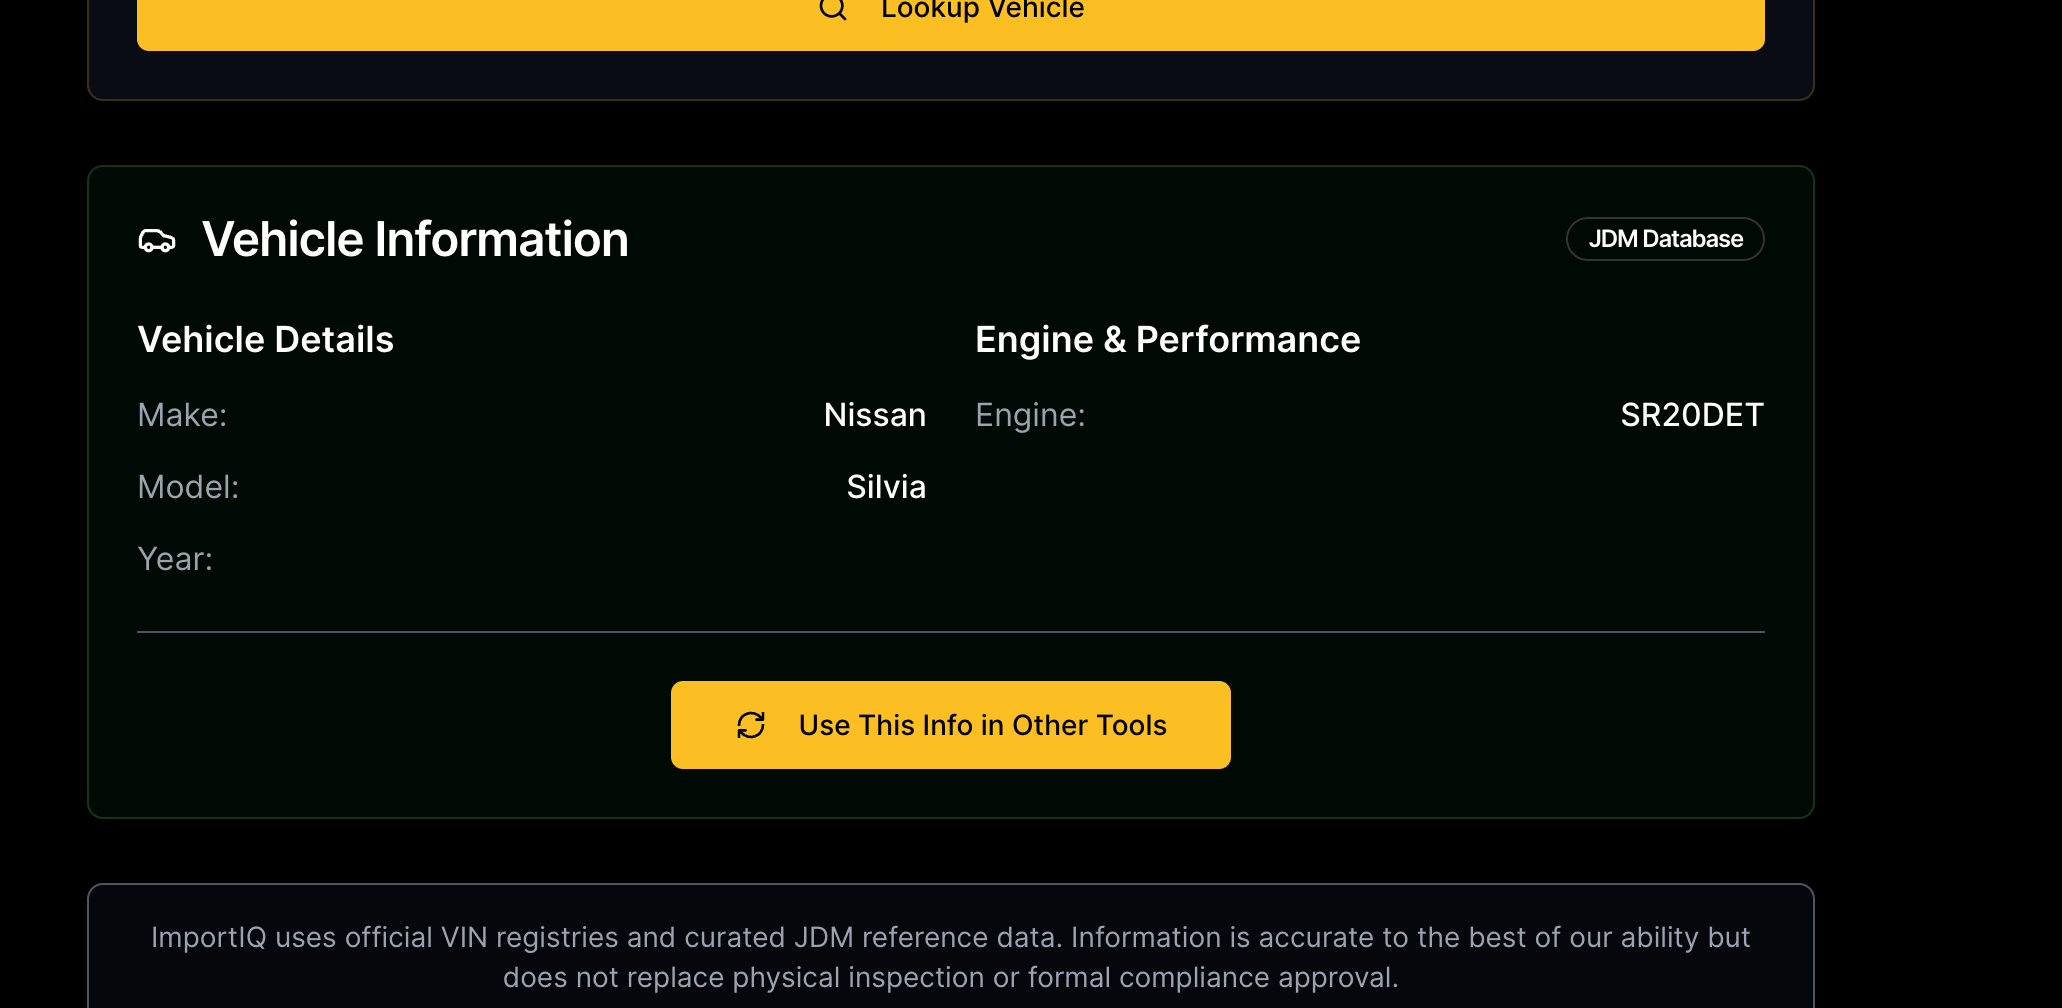 Lookup Vehicle
Vehicle Information
JDM Database
Vehicle Details
Make: Nissan
Model: Silvia
Year:
Engine & Performance
Engine: SR20DET
Use This Info in Other Tools
ImportIQ uses official VIN registries and curated JDM reference data. Information is accurate to the best of our ability but
does not replace physical inspection or formal compliance approval.